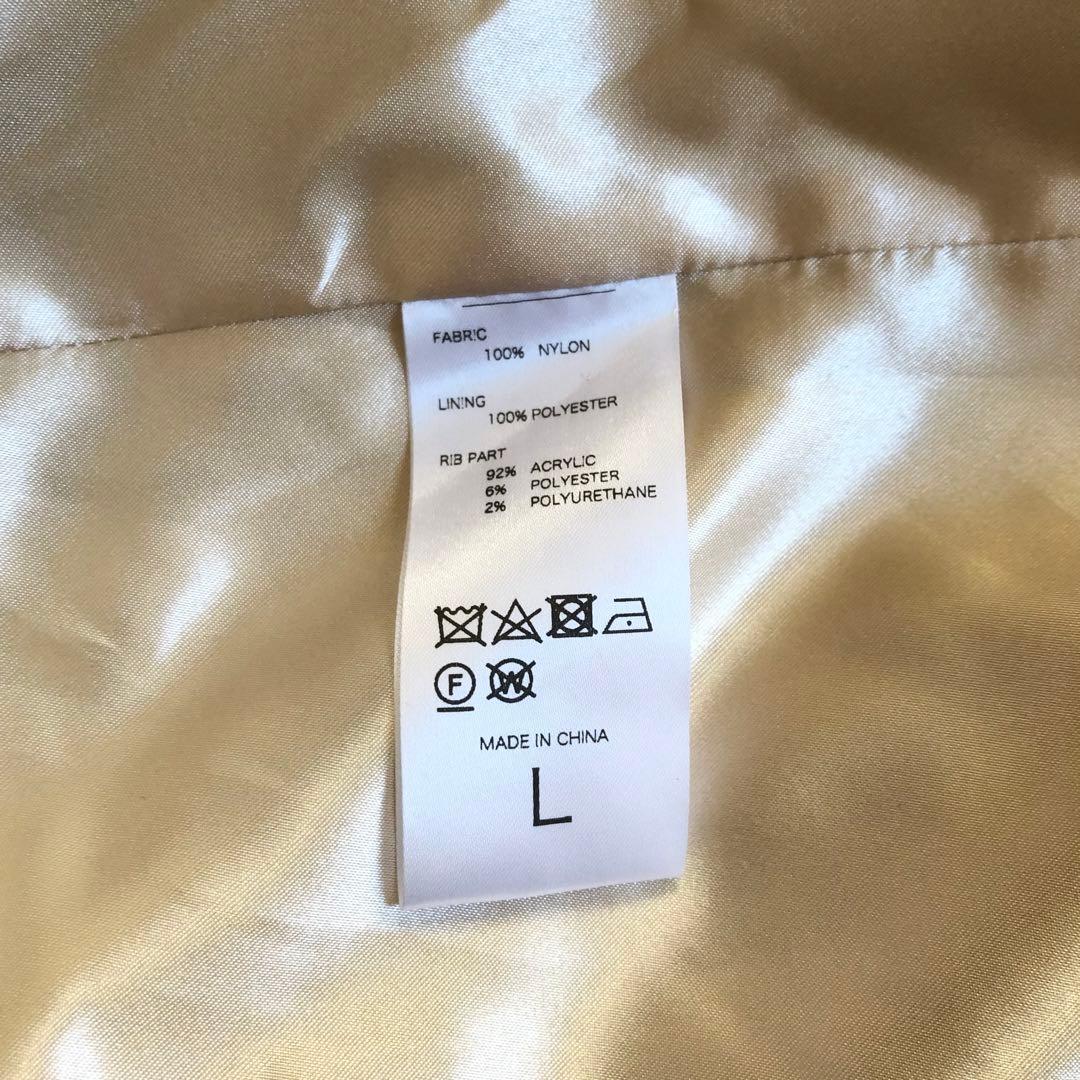 FABRIC
100% NYLON
LINING
100% POLYESTER
RIB PART
92% ACRYLIC
6% POLYESTER
2% POLYURETHANE
F W
MADE IN CHINA
L